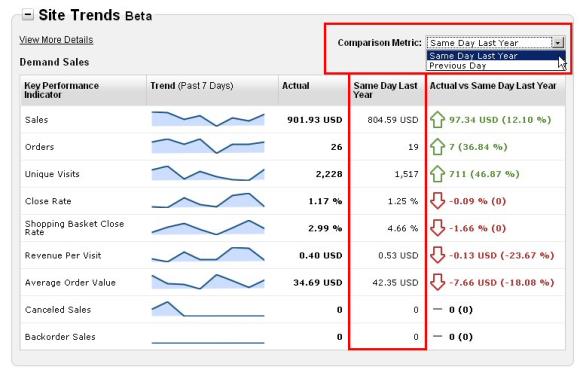 Site Trends Beta
View More Details
Comparison Metric: Same Day Last Year
Same Day Last Year
Previous Day
Demand Sales
Key Performance Indicator Trend (Past 7 Days) Actual Same Day Last Year Actual vs Same Day Last Year
Sales 901.93 USD 804.59 USD 97.34 USD (12.10 %)
Orders 26 19 7 (36.84 %)
Unique Visits 2,228 1,517 711 (46.87 %)
Close Rate 1.17 % 1.25 % -0.09 % (0)
Shopping Basket Close Rate 2.99 % 4.66 % -1.66 % (0)
Revenue Per Visit 0.40 USD 0.53 USD -0.13 USD (-23.67 %)
Average Order Value 34.69 USD 42.35 USD -7.66 USD (-18.08 %)
Canceled Sales 0 0 — 0 (0)
Backorder Sales 0 0 — 0 (0)